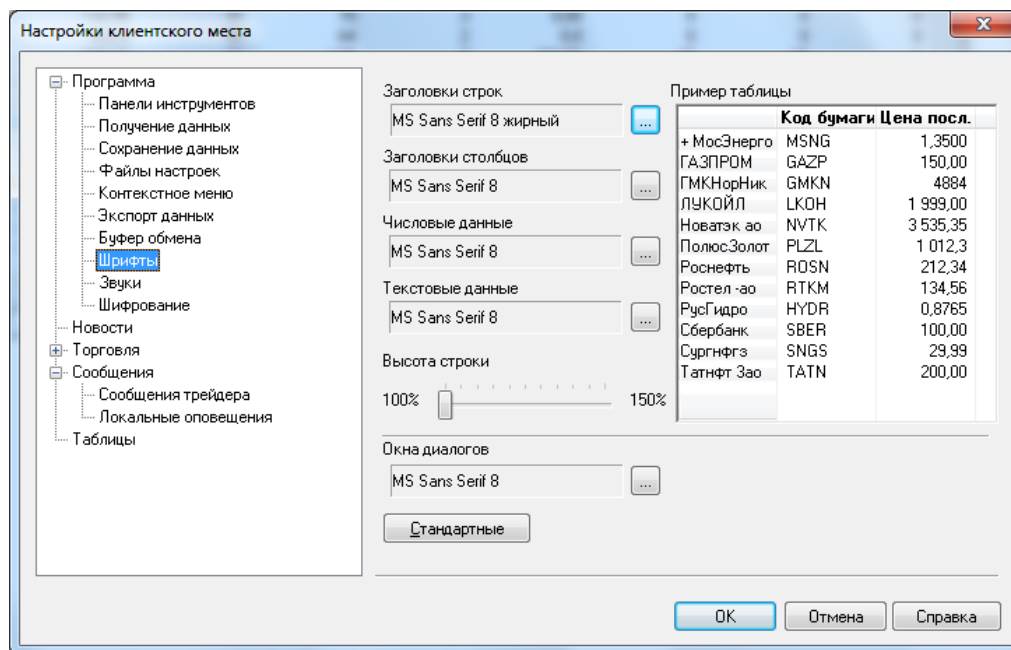 Настройки клиентского места
Программа
Панели инструментов
Получение данных
Сохранение данных
Файлы настроек
Контекстное меню
Экспорт данных
Буфер обмена
Шрифты
Звуки
Шифрование
Новости
Торговля
Сообщения
Сообщения трейдера
Локальные оповещения
Таблицы
Заголовки строк
MS Sans Serif 8 жирный
...
Заголовки столбцов
MS Sans Serif 8
...
Числовые данные
MS Sans Serif 8
...
Текстовые данные
MS Sans Serif 8
...
Высота строки
100% 150%
Пример таблицы
Код бумаги Цена посл.
+ МосЭнерго MSNG 1,3500
ГАЗПРОМ GAZP 150,00
ГМКНорНик GMKN 4884
ЛУКОЙЛ LKOH 1 999,00
Новатэк ао NVTK 3 535,35
ПолюсЗолот PLZL 1 012,3
Роснефть ROSN 212,34
Ростел -ао RTKM 134,56
РусГидро HYDR 0,8765
Сбербанк SBER 100,00
Сургнфгз SNGS 29,99
Татнфт 3ао TATN 200,00
Окна диалогов
MS Sans Serif 8
...
Стандартные
OK Отмена Справка